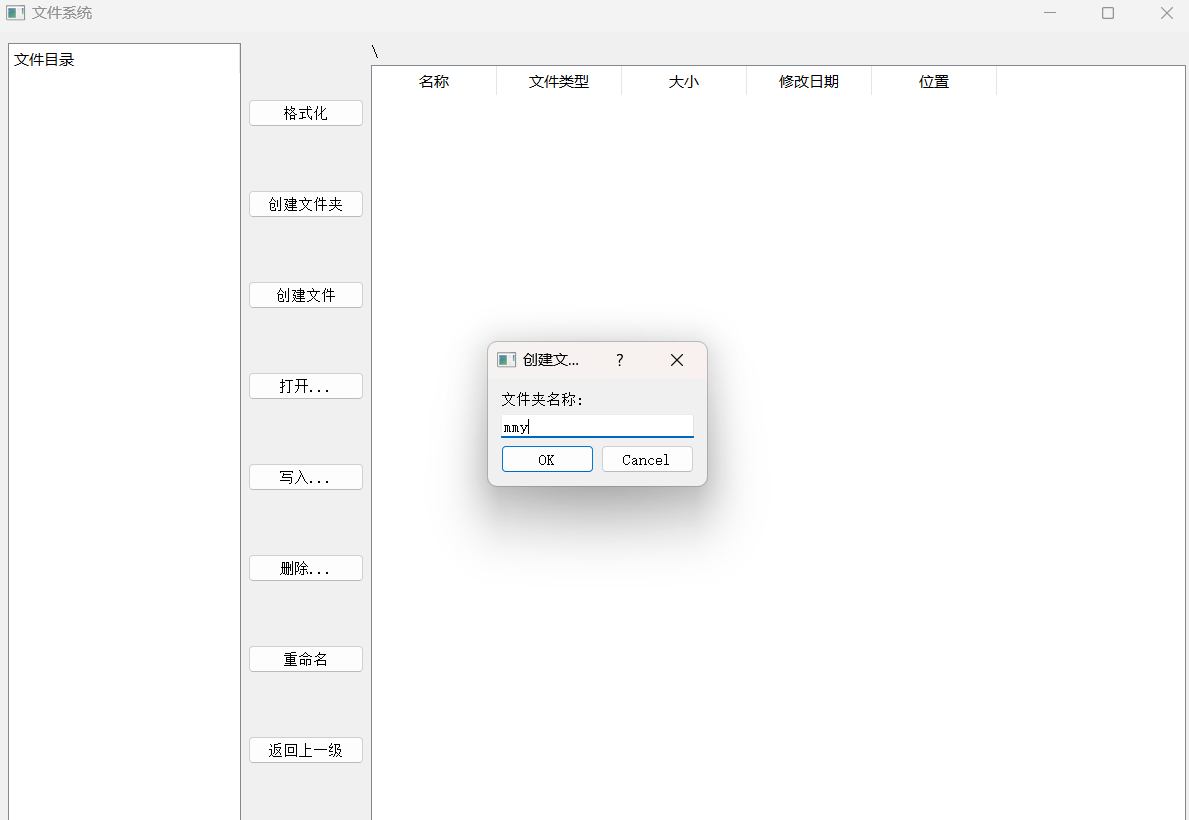 文件系统
文件目录
\
名称 文件类型 大小 修改日期 位置
格式化
创建文件夹
创建文件
打开...
写入...
删除...
重命名
返回上一级
创建文... ?
文件夹名称:
mmy
OK Cancel